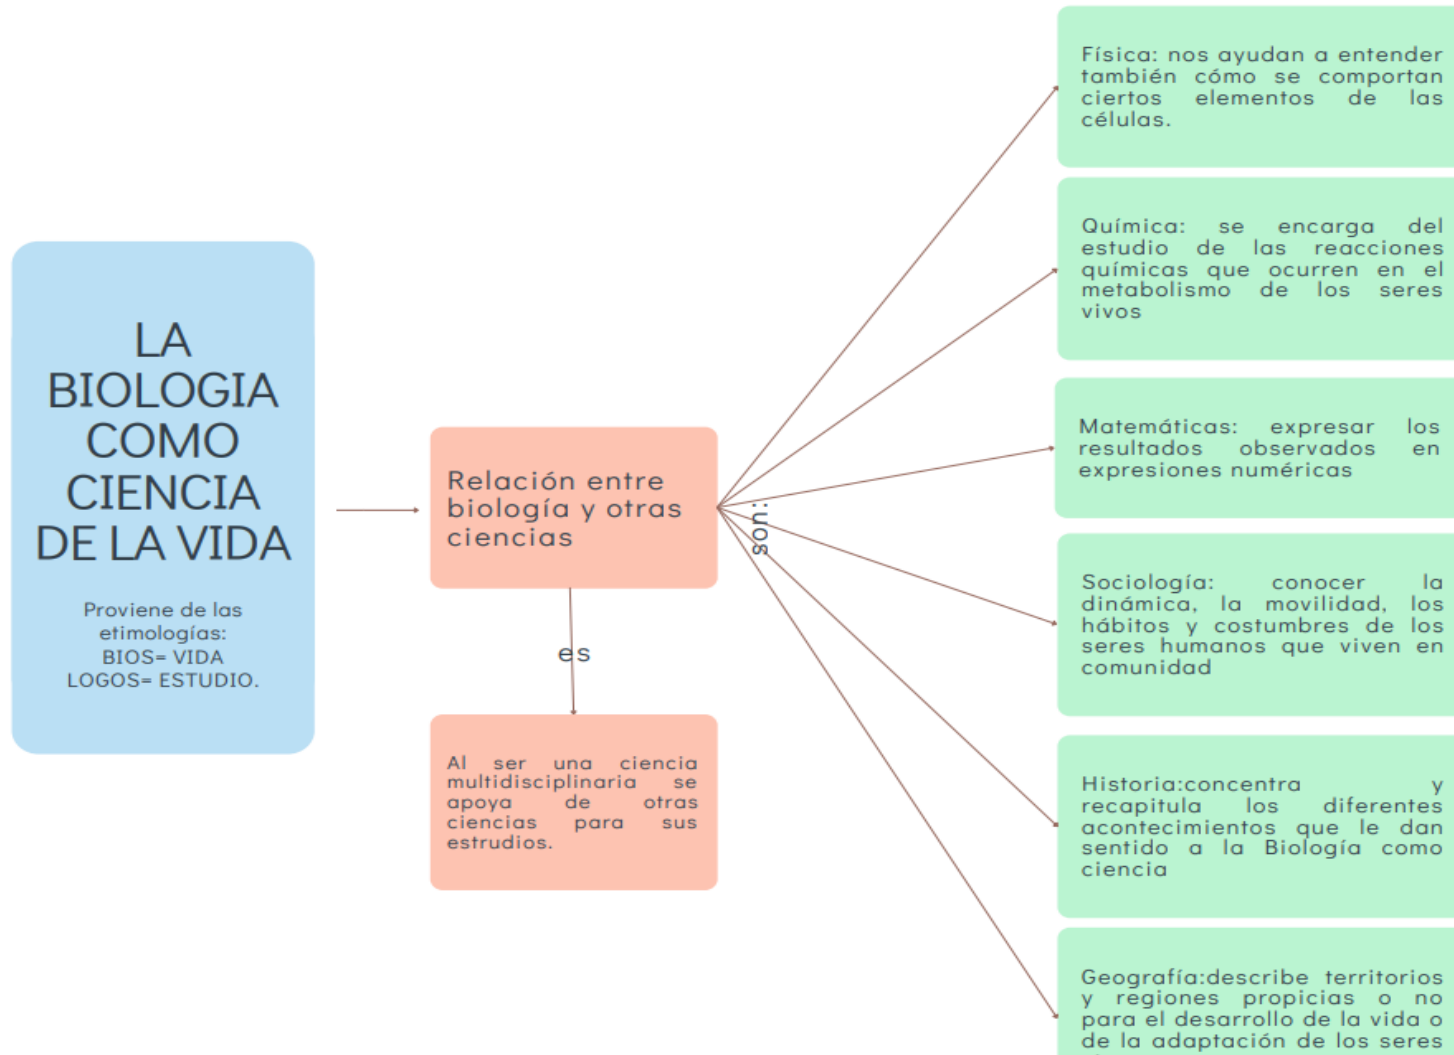 LA
BIOLOGIA
COMO
CIENCIA
DE LA VIDA
Proviene de las
etimologías:
BIOS= VIDA
LOGOS= ESTUDIO.
Relación entre
biología y otras
ciencias
es
Al ser una ciencia
multidisciplinaria se
apoya de otras
ciencias para sus
estrudios.
son:
Física: nos ayudan a entender
también cómo se comportan
ciertos elementos de las
células.
Química: se encarga del
estudio de las reacciones
químicas que ocurren en el
metabolismo de los seres
vivos
Matemáticas: expresar los
resultados observados en
expresiones numéricas
Sociología: conocer la
dinámica, la movilidad, los
hábitos y costumbres de los
seres humanos que viven en
comunidad
Historia:concentra y
recapitula los diferentes
acontecimientos que le dan
sentido a la Biología como
ciencia
Geografía:describe territorios
y regiones propicias o no
para el desarrollo de la vida o
de la adaptación de los seres